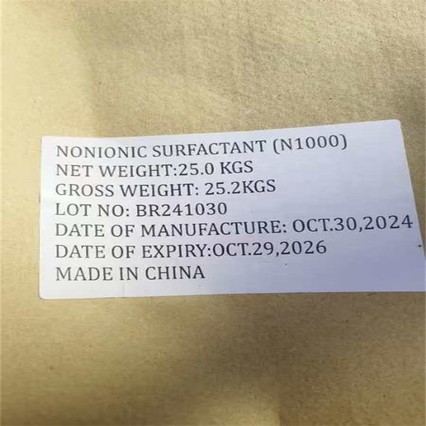 NONIONIC SURFACTANT (N1000)
NET WEIGHT:25.0 KGS
GROSS WEIGHT: 25.2KGS
LOT NO: BR241030
DATE OF MANUFACTURE: OCT.30,2024
DATE OF EXPIRY:OCT.29,2026
MADE IN CHINA